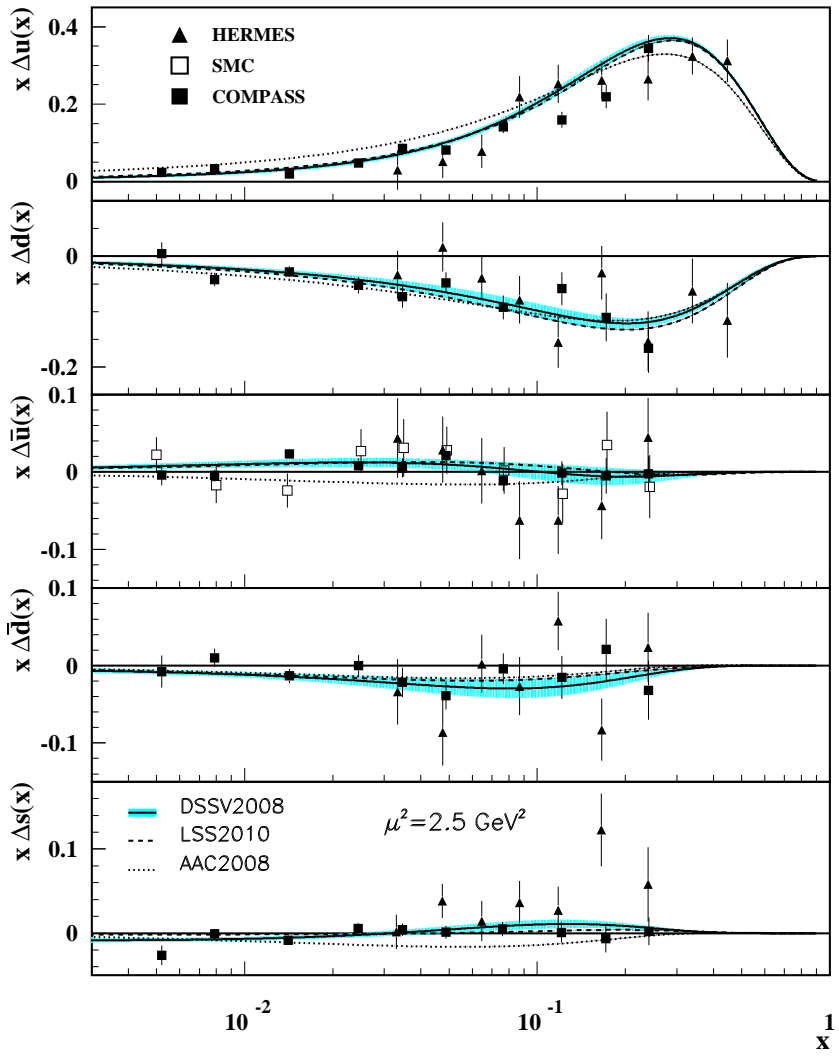 x Δu(x)
0.4
0.2
0
HERMES
SMC
COMPASS
x Δd(x)
0
-0.2
x Δū(x)
0.1
0
-0.1
x Δd̄(x)
0.1
0
-0.1
x Δs(x)
0.1
0
DSSV2008
LSS2010
AAC2008
μ²=2.5 GeV²
10⁻²
10⁻¹
1
x